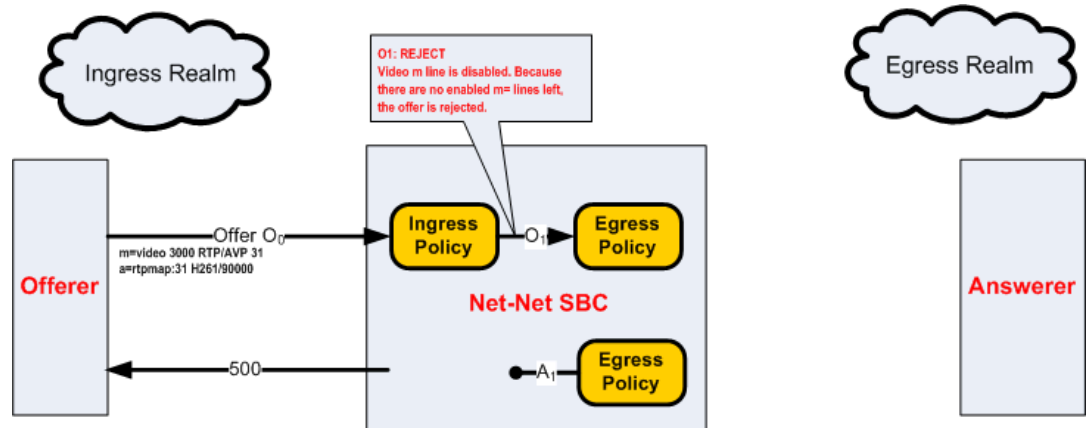 Ingress Realm
Egress Realm
O1: REJECT
Video m line is disabled. Because
there are no enabled m= lines left,
the offer is rejected.
Offer O₀
m=video 3000 RTP/AVP 31
a=rtpmap:31 H261/90000
Ingress
Policy
O₁
Egress
Policy
Offerer
Net-Net SBC
Answerer
500
A₁
Egress
Policy